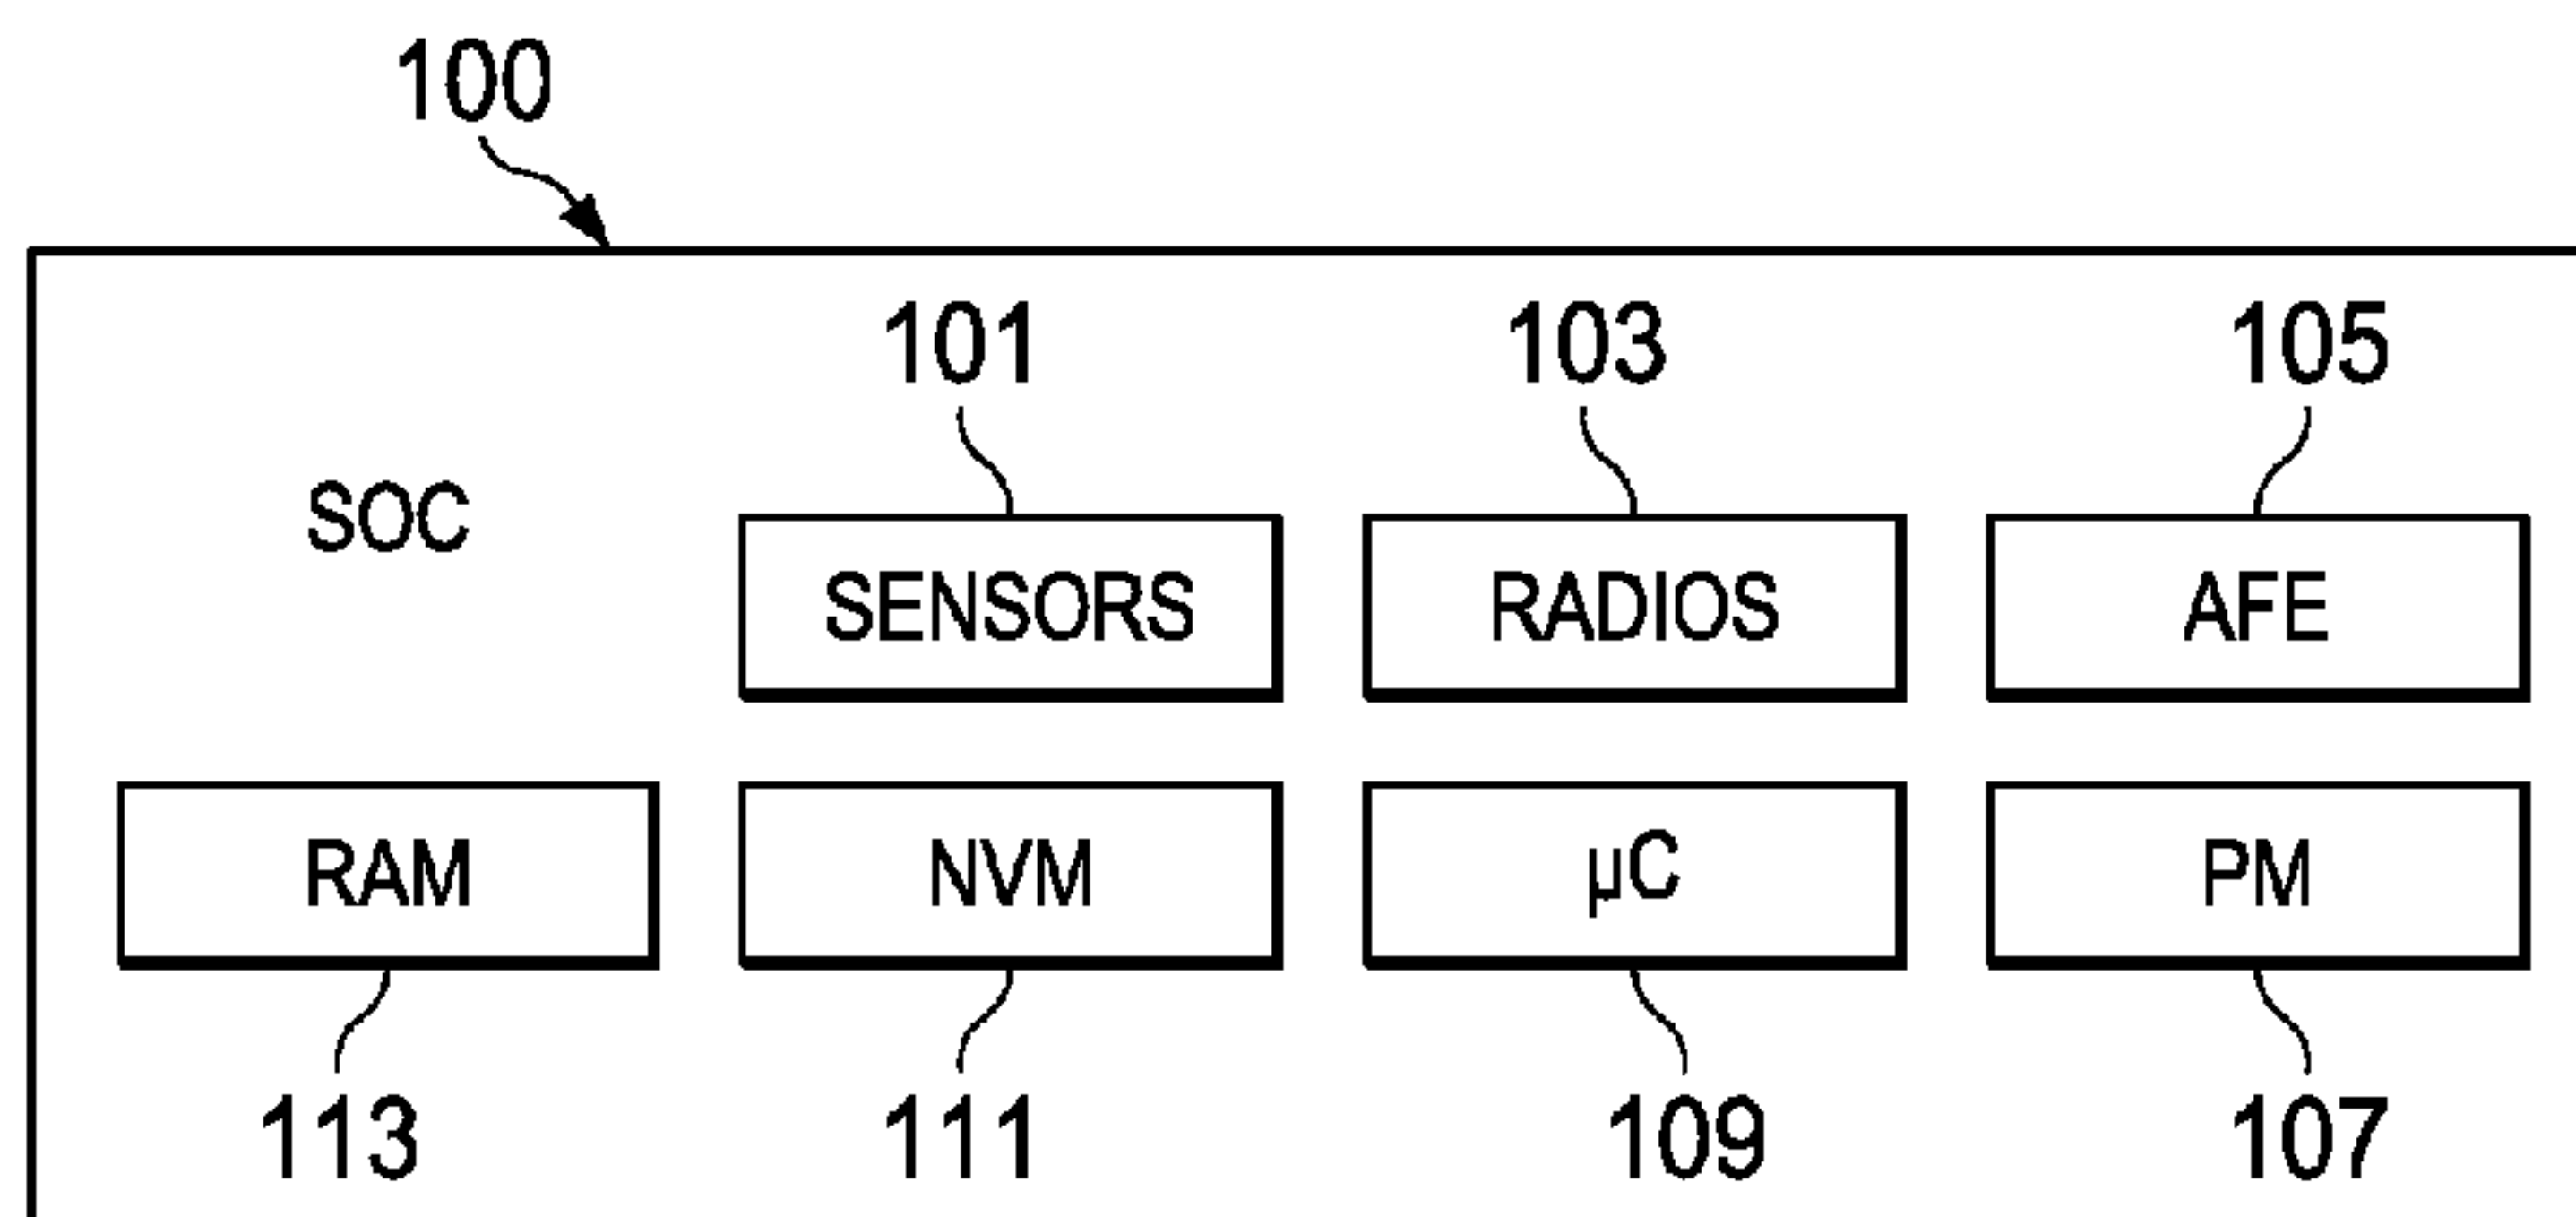 100
101 103 105
SOC
SENSORS RADIOS AFE
RAM NVM µC PM
113 111 109 107